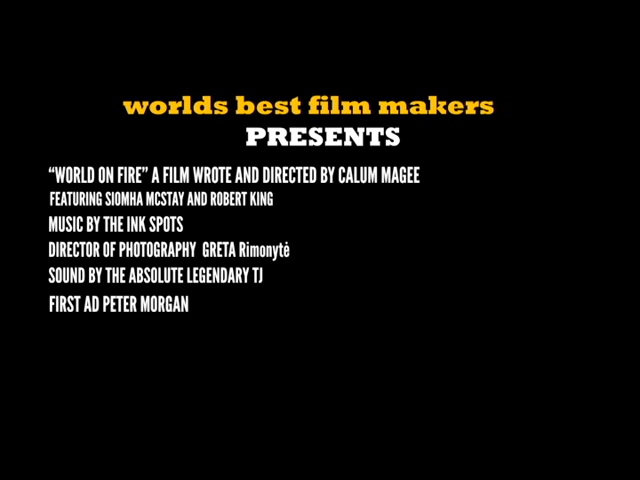 worlds best film makers
PRESENTS
“WORLD ON FIRE” A FILM WROTE AND DIRECTED BY CALUM MAGEE
FEATURING SIOMHA MCSTAY AND ROBERT KING
MUSIC BY THE INK SPOTS
DIRECTOR OF PHOTOGRAPHY GRETA Rimonytė
SOUND BY THE ABSOLUTE LEGENDARY TJ
FIRST AD PETER MORGAN